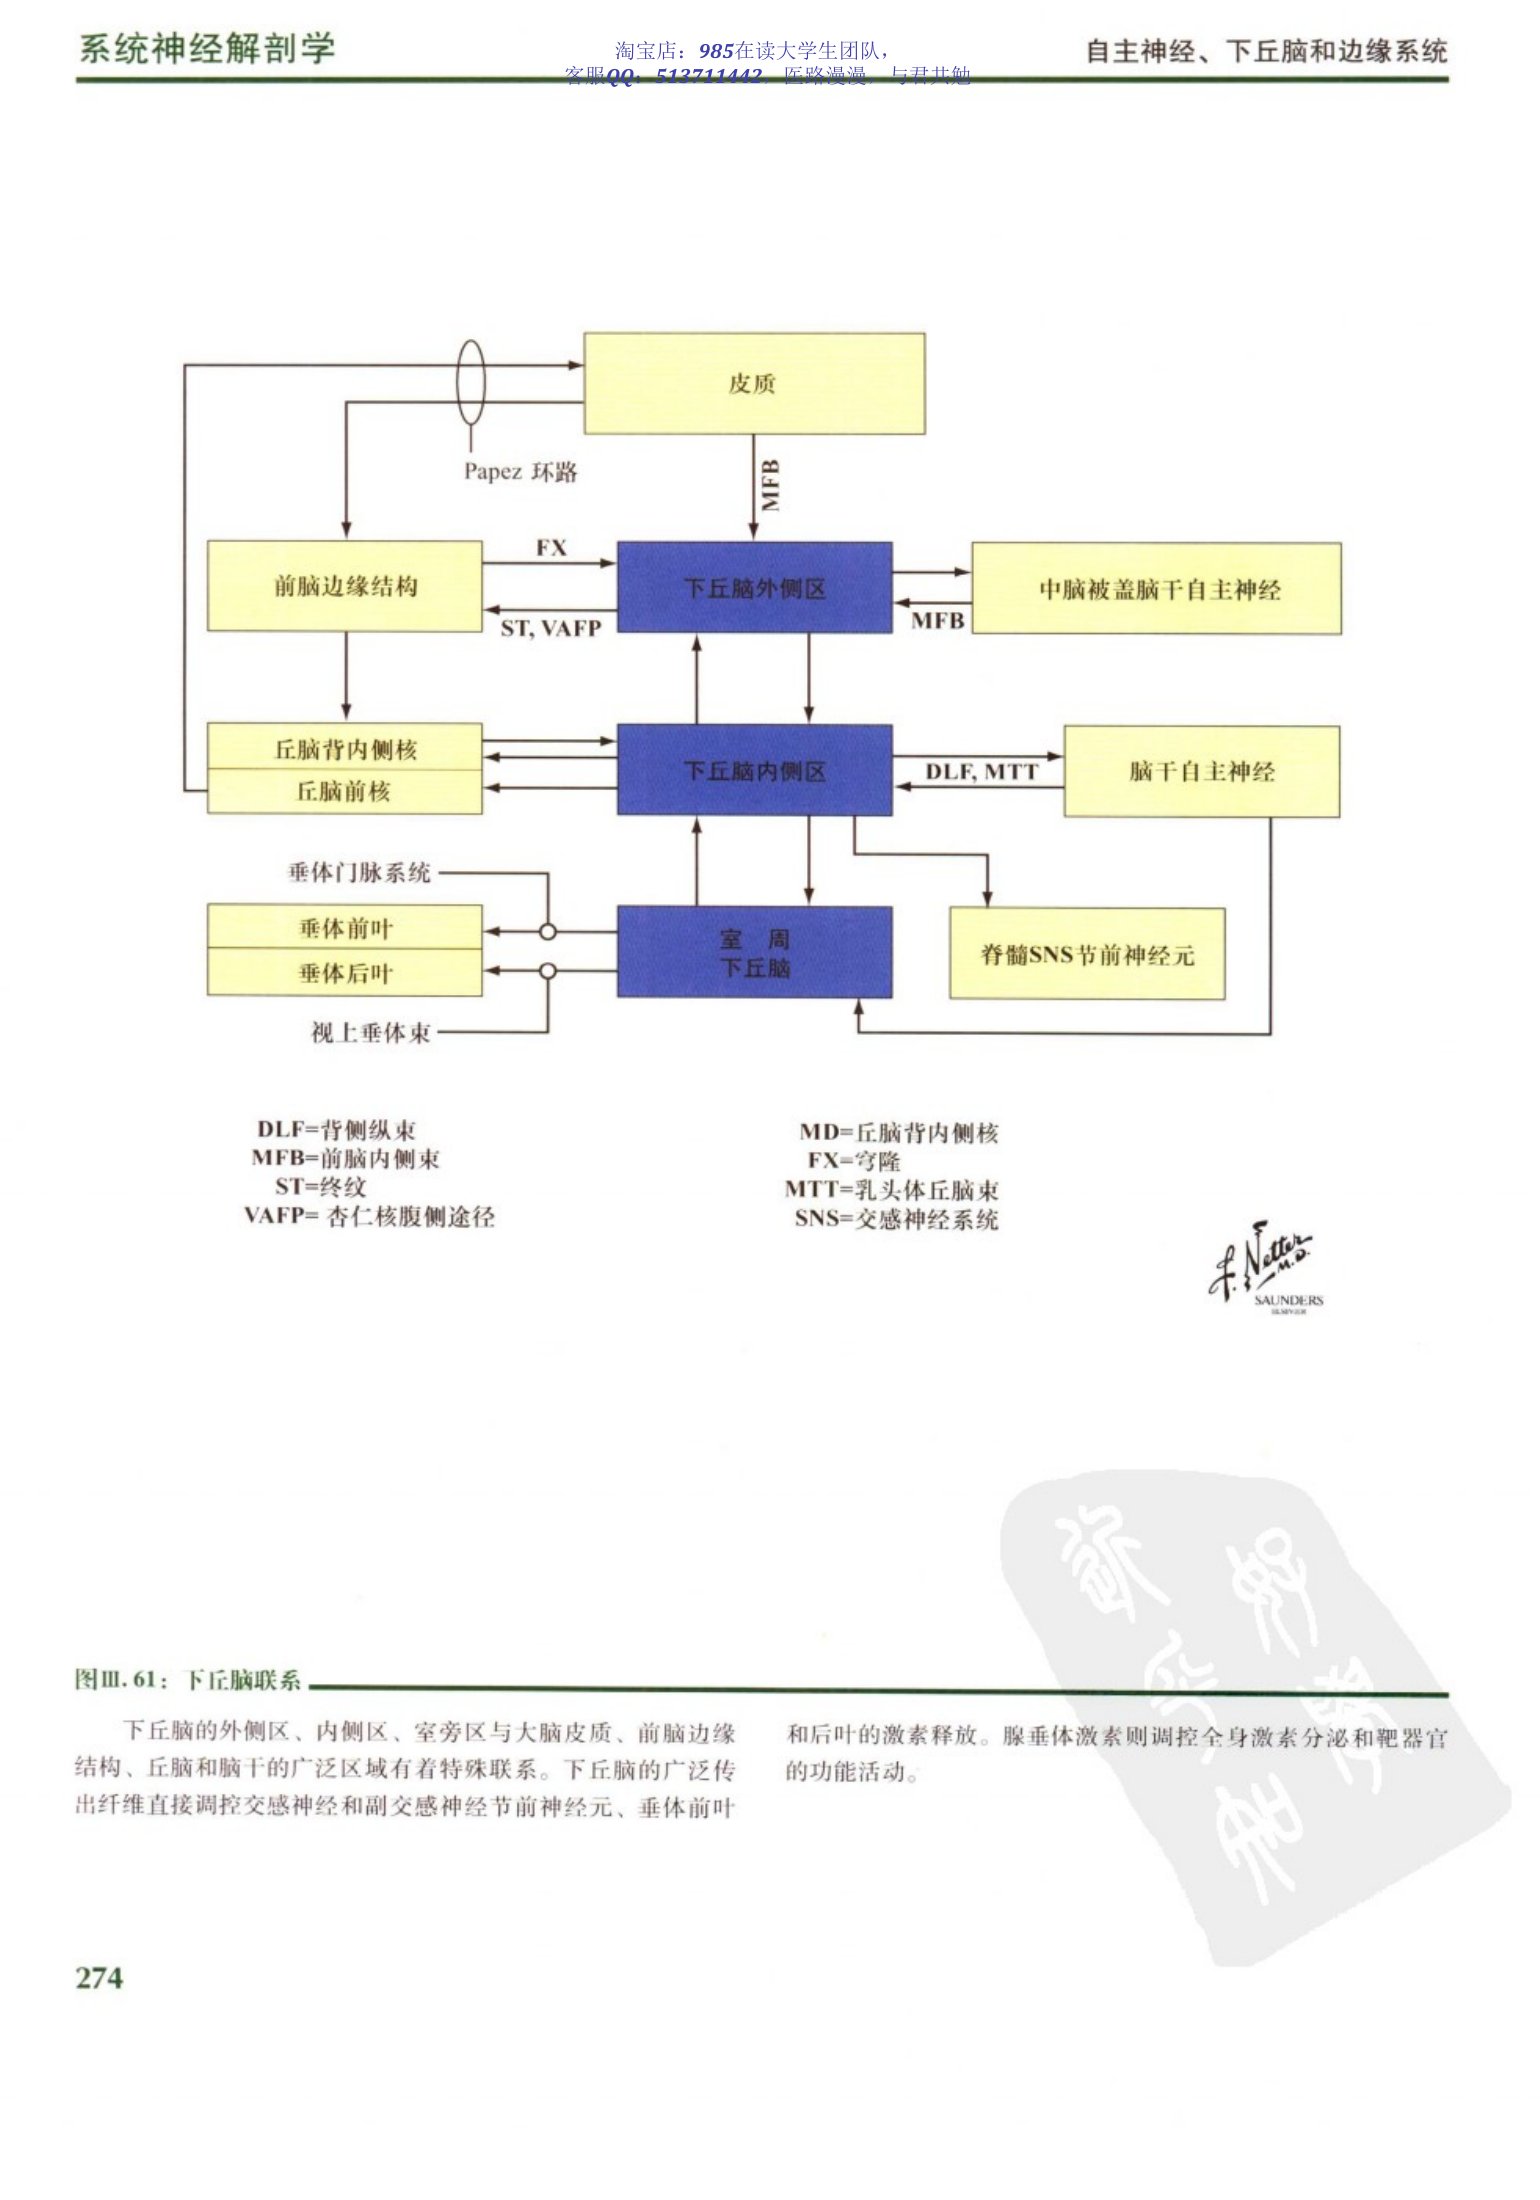 系统神经解剖学
淘宝店：985在读大学生团队，
客服QQ：513711442，医路漫漫，与君共勉
自主神经、下丘脑和边缘系统
皮质
Papez 环路
MFB
前脑边缘结构
FX
ST, VAFP
下丘脑外侧区
MFB
中脑被盖脑干自主神经
丘脑背内侧核
丘脑前核
下丘脑内侧区
DLF, MTT
脑干自主神经
垂体门脉系统
垂体前叶
垂体后叶
室 周
下丘脑
脊髓SNS节前神经元
视上垂体束
DLF=背侧纵束
MFB=前脑内侧束
ST=终纹
VAFP= 杏仁核腹侧途径
MD=丘脑背内侧核
FX=穹隆
MTT=乳头体丘脑束
SNS=交感神经系统
F. Netter
M.D.
SAUNDERS
ELSEVIER
图Ⅲ. 61：下丘脑联系
下丘脑的外侧区、内侧区、室旁区与大脑皮质、前脑边缘
结构、丘脑和脑干的广泛区域有着特殊联系。下丘脑的广泛传
出纤维直接调控交感神经和副交感神经节前神经元、垂体前叶
和后叶的激素释放。腺垂体激素则调控全身激素分泌和靶器官
的功能活动。
274